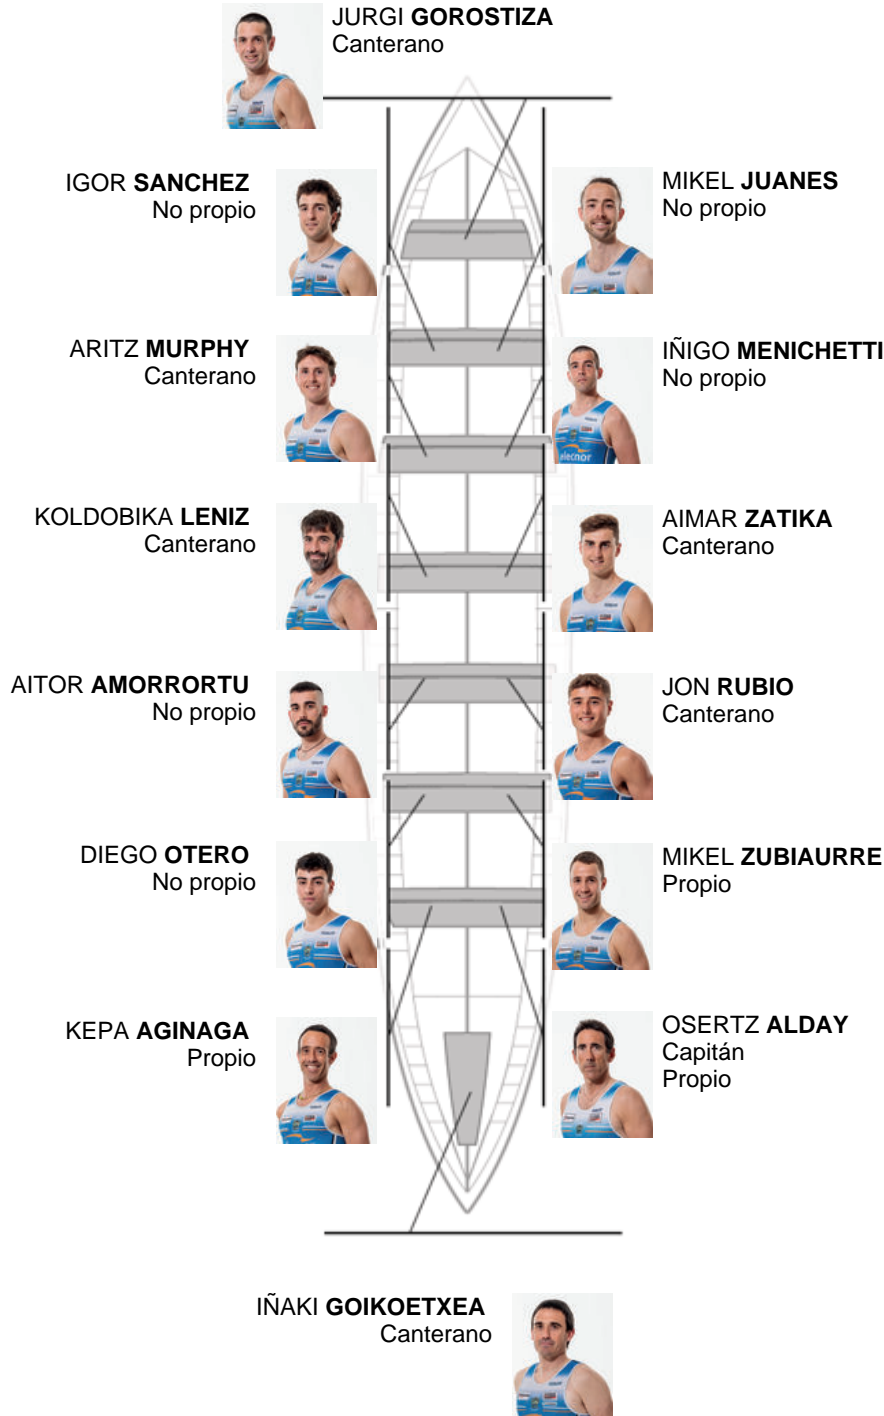 JURGI GOROSTIZA
Canterano
IGOR SANCHEZ
No propio
MIKEL JUANES
No propio
ARITZ MURPHY
Canterano
IÑIGO MENICHETTI
No propio
elecnor
KOLDOBIKA LENIZ
Canterano
AIMAR ZATIKA
Canterano
AITOR AMORRORTU
No propio
JON RUBIO
Canterano
DIEGO OTERO
No propio
MIKEL ZUBIAURRE
Propio
KEPA AGINAGA
Propio
OSERTZ ALDAY
Capitán
Propio
IÑAKI GOIKOETXEA
Canterano